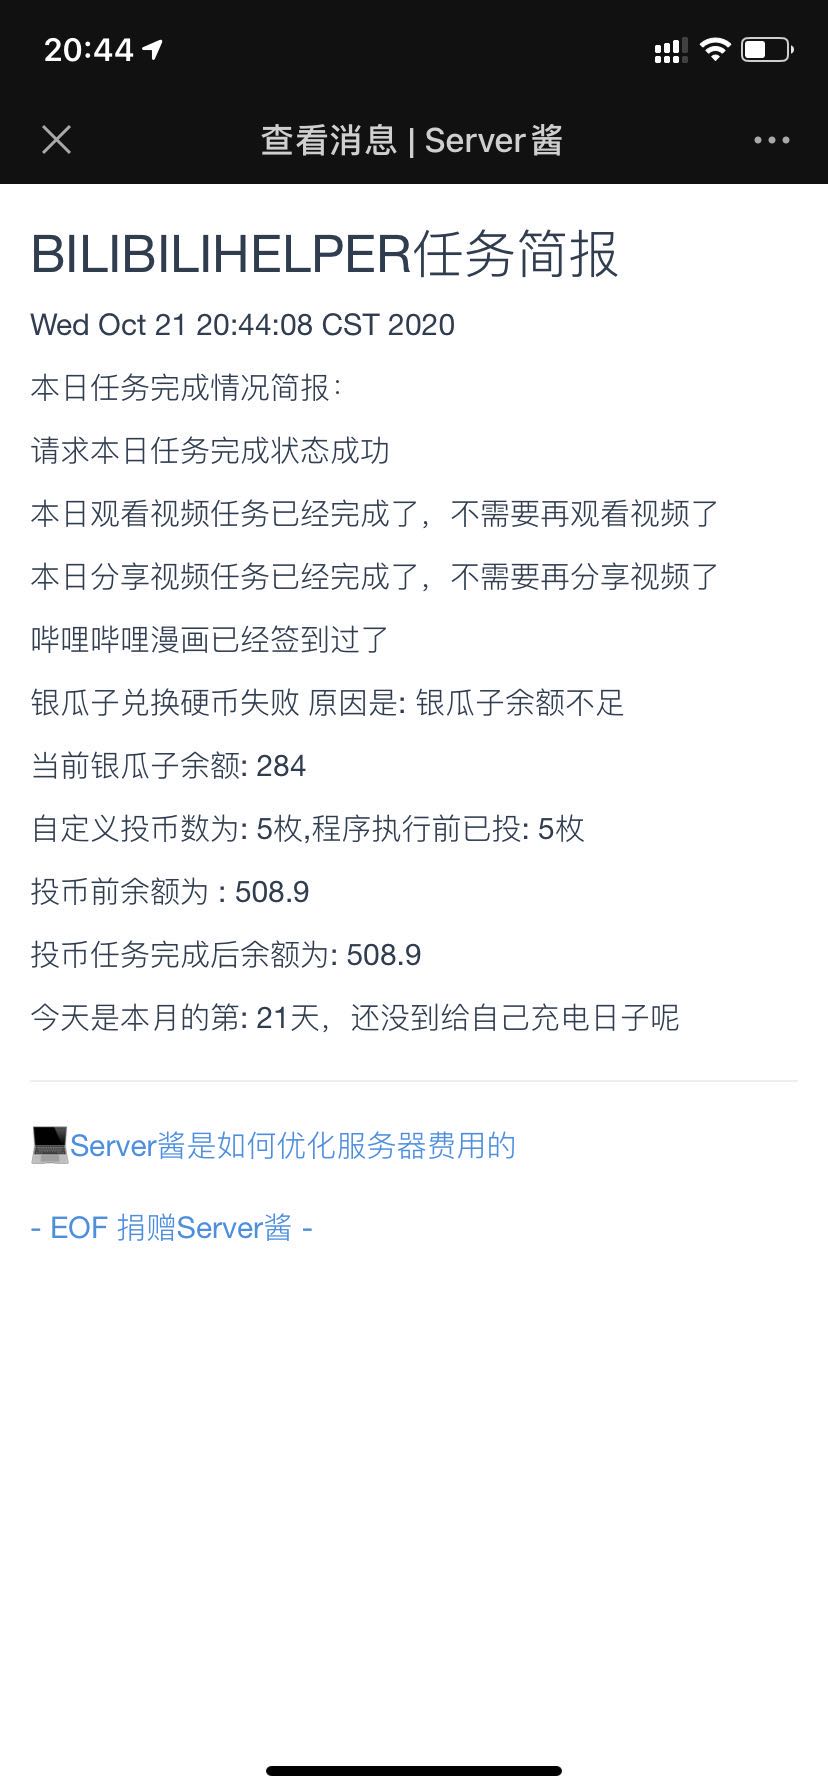 20:44
查看消息 | Server酱
BILIBILIHELPER任务简报
Wed Oct 21 20:44:08 CST 2020
本日任务完成情况简报：
请求本日任务完成状态成功
本日观看视频任务已经完成了，不需要再观看视频了
本日分享视频任务已经完成了，不需要再分享视频了
哔哩哔哩漫画已经签到过了
银瓜子兑换硬币失败 原因是: 银瓜子余额不足
当前银瓜子余额: 284
自定义投币数为: 5枚,程序执行前已投: 5枚
投币前余额为 : 508.9
投币任务完成后余额为: 508.9
今天是本月的第: 21天，还没到给自己充电日子呢
Server酱是如何优化服务器费用的
- EOF 捐赠Server酱 -